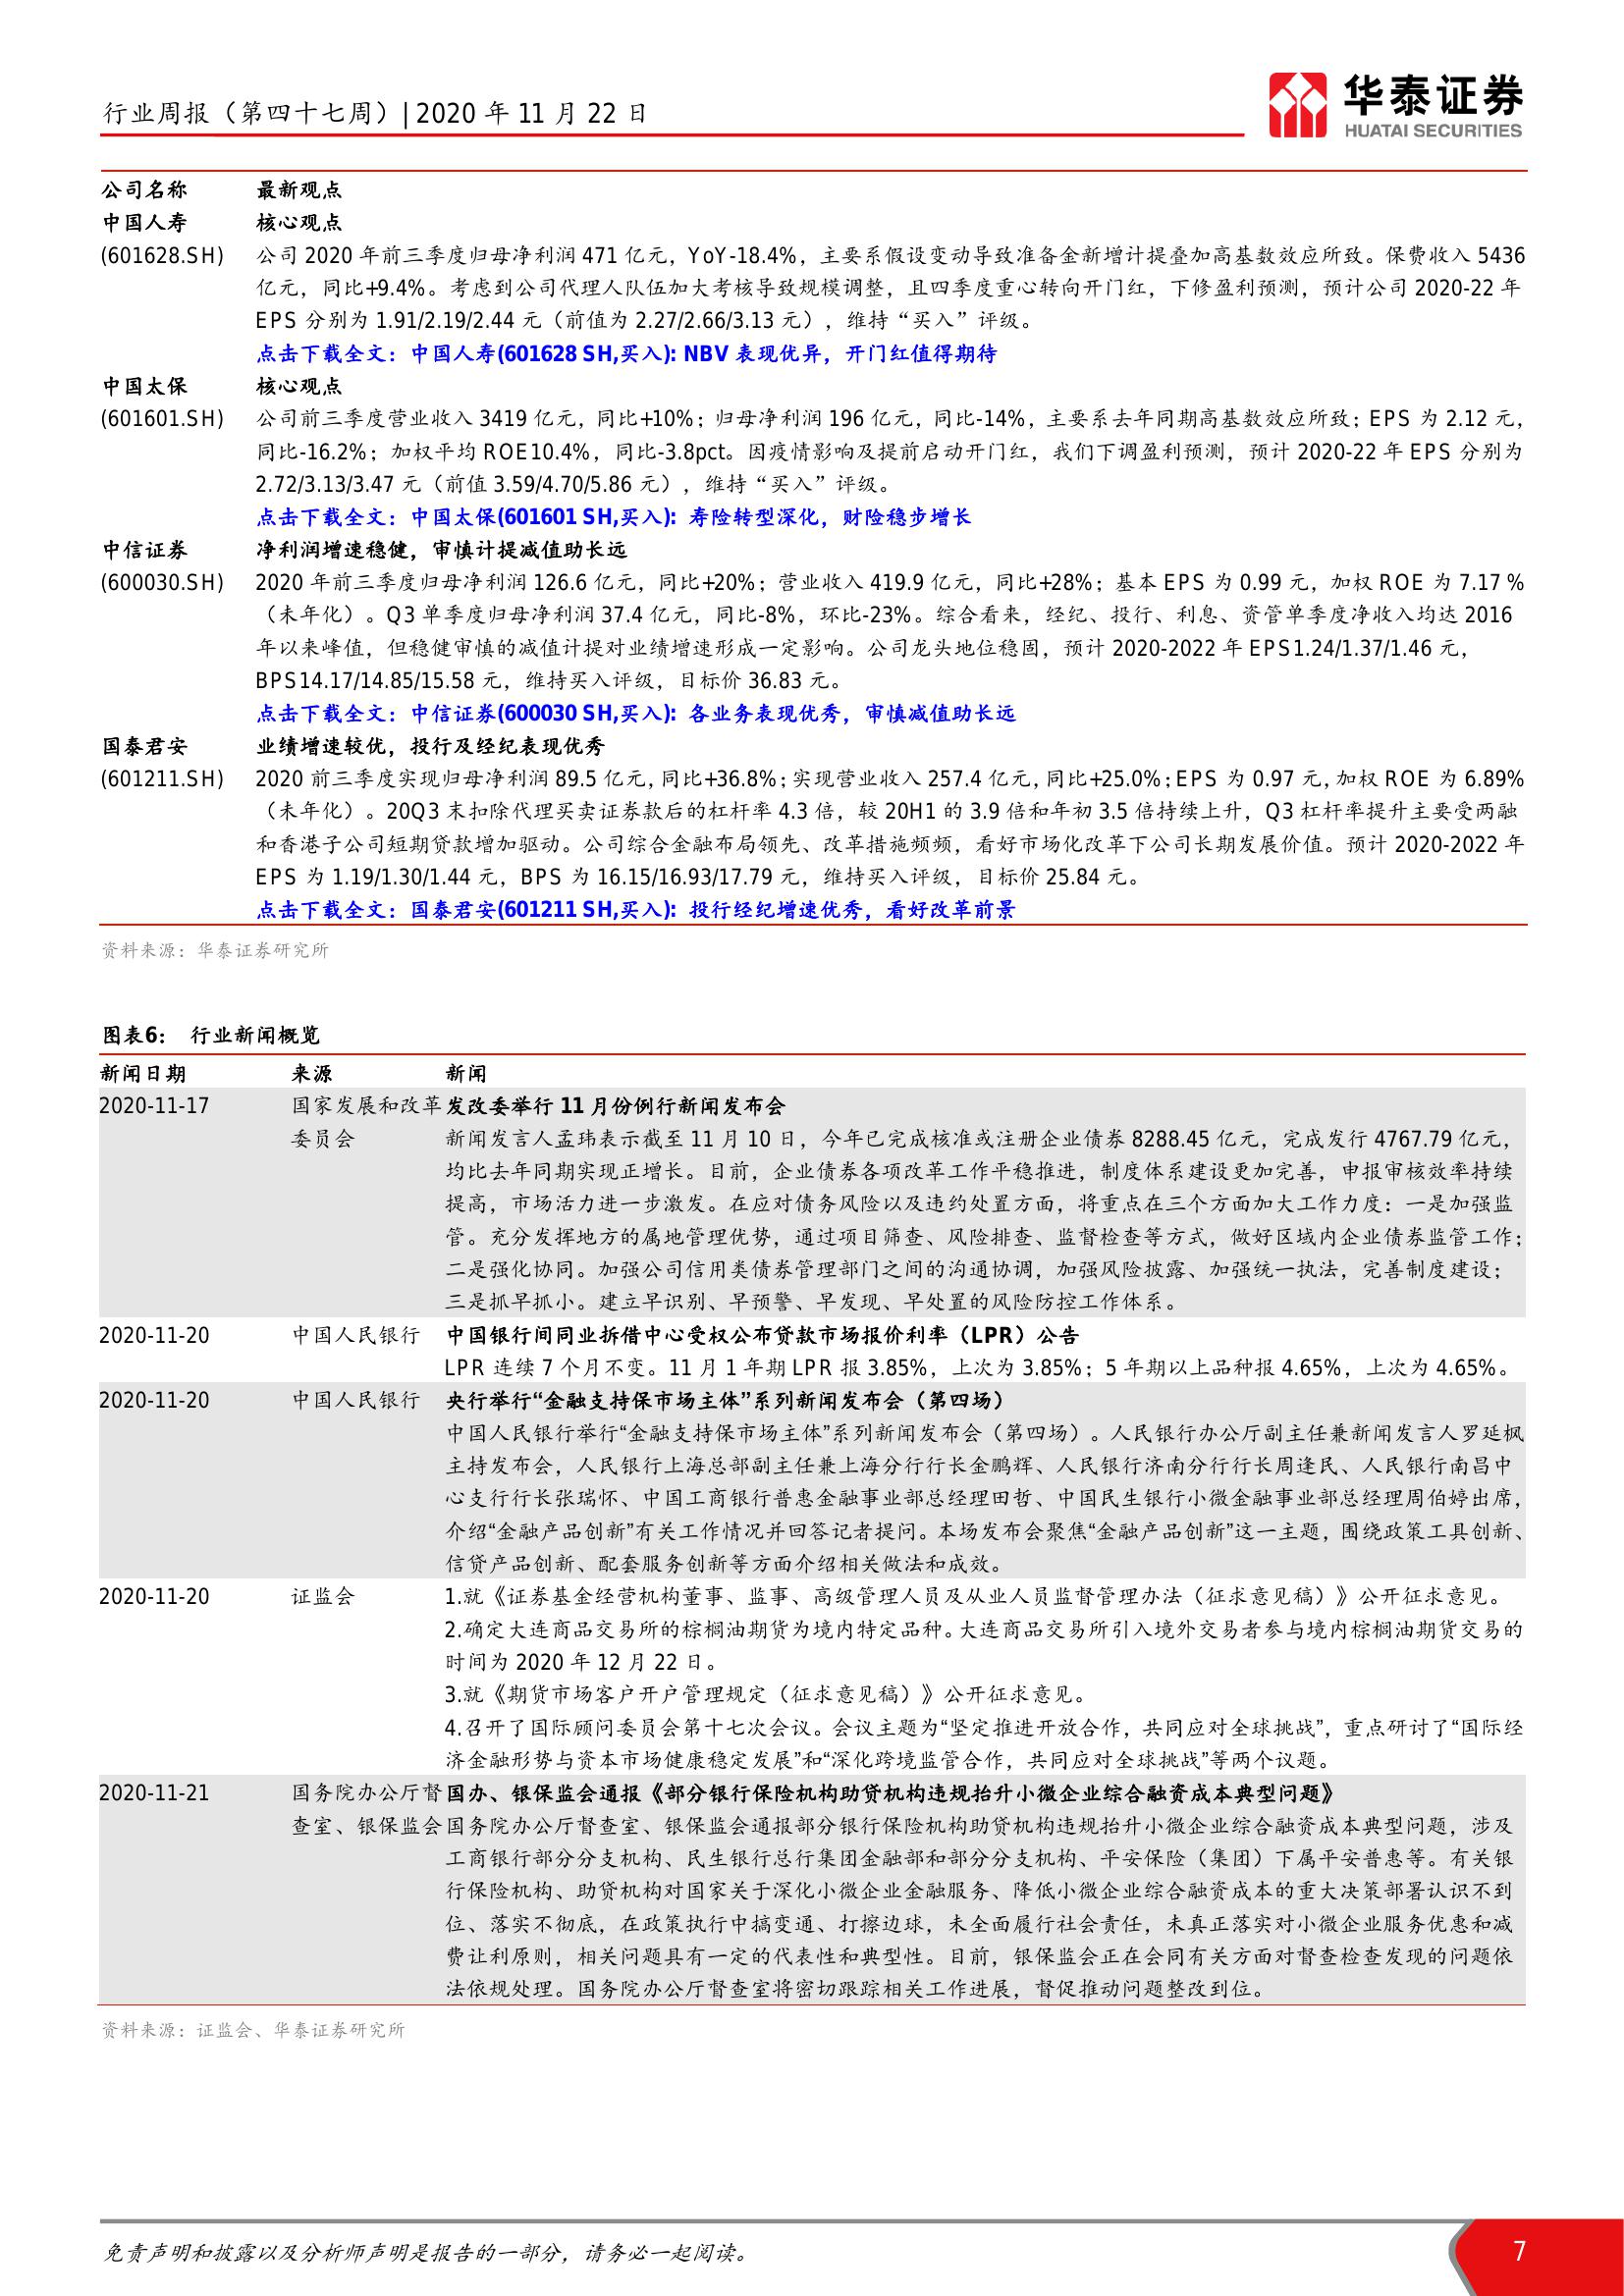 行业周报（第四十七周）| 2020 年 11 月 22 日
华泰证券
HUATAI SECURITIES
公司名称 最新观点
中国人寿 核心观点
(601628.SH) 公司 2020 年前三季度归母净利润 471 亿元，YoY-18.4%，主要系假设变动导致准备金新增计提叠加高基数效应所致。保费收入 5436
亿元，同比+9.4%。考虑到公司代理人队伍加大考核导致规模调整，且四季度重心转向开门红，下修盈利预测，预计公司 2020-22 年
EPS 分别为 1.91/2.19/2.44 元（前值为 2.27/2.66/3.13 元），维持“买入”评级。
点击下载全文：中国人寿(601628 SH,买入): NBV 表现优异，开门红值得期待
中国太保 核心观点
(601601.SH) 公司前三季度营业收入 3419 亿元，同比+10%；归母净利润 196 亿元，同比-14%，主要系去年同期高基数效应所致；EPS 为 2.12 元，
同比-16.2%；加权平均 ROE10.4%，同比-3.8pct。因疫情影响及提前启动开门红，我们下调盈利预测，预计 2020-22 年 EPS 分别为
2.72/3.13/3.47 元（前值 3.59/4.70/5.86 元），维持“买入”评级。
点击下载全文：中国太保(601601 SH,买入): 寿险转型深化，财险稳步增长
中信证券 净利润增速稳健，审慎计提减值助长远
(600030.SH) 2020 年前三季度归母净利润 126.6 亿元，同比+20%；营业收入 419.9 亿元，同比+28%；基本 EPS 为 0.99 元，加权 ROE 为 7.17 %
（未年化）。Q3 单季度归母净利润 37.4 亿元，同比-8%，环比-23%。综合看来，经纪、投行、利息、资管单季度净收入均达 2016
年以来峰值，但稳健审慎的减值计提对业绩增速形成一定影响。公司龙头地位稳固，预计 2020-2022 年 EPS1.24/1.37/1.46 元，
BPS14.17/14.85/15.58 元，维持买入评级，目标价 36.83 元。
点击下载全文：中信证券(600030 SH,买入): 各业务表现优秀，审慎减值助长远
国泰君安 业绩增速较优，投行及经纪表现优秀
(601211.SH) 2020 前三季度实现归母净利润 89.5 亿元，同比+36.8%；实现营业收入 257.4 亿元，同比+25.0%；EPS 为 0.97 元，加权 ROE 为 6.89%
（未年化）。20Q3 末扣除代理买卖证券款后的杠杆率 4.3 倍，较 20H1 的 3.9 倍和年初 3.5 倍持续上升，Q3 杠杆率提升主要受两融
和香港子公司短期贷款增加驱动。公司综合金融布局领先、改革措施频频，看好市场化改革下公司长期发展价值。预计 2020-2022 年
EPS 为 1.19/1.30/1.44 元，BPS 为 16.15/16.93/17.79 元，维持买入评级，目标价 25.84 元。
点击下载全文：国泰君安(601211 SH,买入): 投行经纪增速优秀，看好改革前景
资料来源：华泰证券研究所
图表6： 行业新闻概览
新闻日期 来源 新闻
2020-11-17 国家发展和改革 发改委举行 11 月份例行新闻发布会
委员会 新闻发言人孟玮表示截至 11 月 10 日，今年已完成核准或注册企业债券 8288.45 亿元，完成发行 4767.79 亿元，
均比去年同期实现正增长。目前，企业债券各项改革工作平稳推进，制度体系建设更加完善，申报审核效率持续
提高，市场活力进一步激发。在应对债务风险以及违约处置方面，将重点在三个方面加大工作力度：一是加强监
管。充分发挥地方的属地管理优势，通过项目筛查、风险排查、监督检查等方式，做好区域内企业债券监管工作；
二是强化协同。加强公司信用类债券管理部门之间的沟通协调，加强风险披露、加强统一执法，完善制度建设；
三是抓早抓小。建立早识别、早预警、早发现、早处置的风险防控工作体系。
2020-11-20 中国人民银行 中国银行间同业拆借中心受权公布贷款市场报价利率（LPR）公告
LPR 连续 7 个月不变。11 月 1 年期 LPR 报 3.85%，上次为 3.85%；5 年期以上品种报 4.65%，上次为 4.65%。
2020-11-20 中国人民银行 央行举行“金融支持保市场主体”系列新闻发布会（第四场）
中国人民银行举行“金融支持保市场主体”系列新闻发布会（第四场）。人民银行办公厅副主任兼新闻发言人罗延枫
主持发布会，人民银行上海总部副主任兼上海分行行长金鹏辉、人民银行济南分行行长周逢民、人民银行南昌中
心支行行长张瑞怀、中国工商银行普惠金融事业部总经理田哲、中国民生银行小微金融事业部总经理周伯婷出席，
介绍“金融产品创新”有关工作情况并回答记者提问。本场发布会聚焦“金融产品创新”这一主题，围绕政策工具创新、
信贷产品创新、配套服务创新等方面介绍相关做法和成效。
2020-11-20 证监会 1.就《证券基金经营机构董事、监事、高级管理人员及从业人员监督管理办法（征求意见稿）》公开征求意见。
2.确定大连商品交易所的棕榈油期货为境内特定品种。大连商品交易所引入境外交易者参与境内棕榈油期货交易的
时间为 2020 年 12 月 22 日。
3.就《期货市场客户开户管理规定（征求意见稿）》公开征求意见。
4.召开了国际顾问委员会第十七次会议。会议主题为“坚定推进开放合作，共同应对全球挑战”，重点研讨了“国际经
济金融形势与资本市场健康稳定发展”和“深化跨境监管合作，共同应对全球挑战”等两个议题。
2020-11-21 国务院办公厅督 国办、银保监会通报《部分银行保险机构助贷机构违规抬升小微企业综合融资成本典型问题》
查室、银保监会 国务院办公厅督查室、银保监会通报部分银行保险机构助贷机构违规抬升小微企业综合融资成本典型问题，涉及
工商银行部分分支机构、民生银行总行集团金融部和部分分支机构、平安保险（集团）下属平安普惠等。有关银
行保险机构、助贷机构对国家关于深化小微企业金融服务、降低小微企业综合融资成本的重大决策部署认识不到
位、落实不彻底，在政策执行中搞变通、打擦边球，未全面履行社会责任，未真正落实对小微企业服务优惠和减
费让利原则，相关问题具有一定的代表性和典型性。目前，银保监会正在会同有关方面对督查检查发现的问题依
法依规处理。国务院办公厅督查室将密切跟踪相关工作进展，督促推动问题整改到位。
资料来源：证监会、华泰证券研究所
免责声明和披露以及分析师声明是报告的一部分，请务必一起阅读。 7